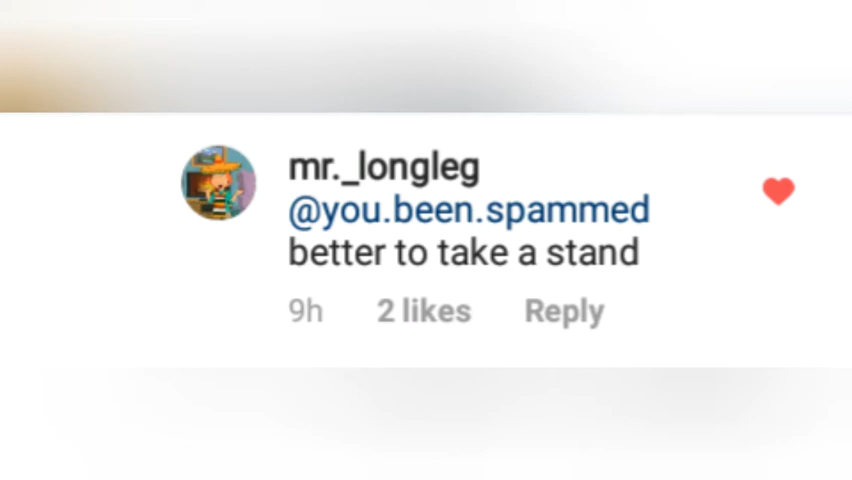 mr._longleg
@you.been.spammed
better to take a stand
9h 2 likes Reply